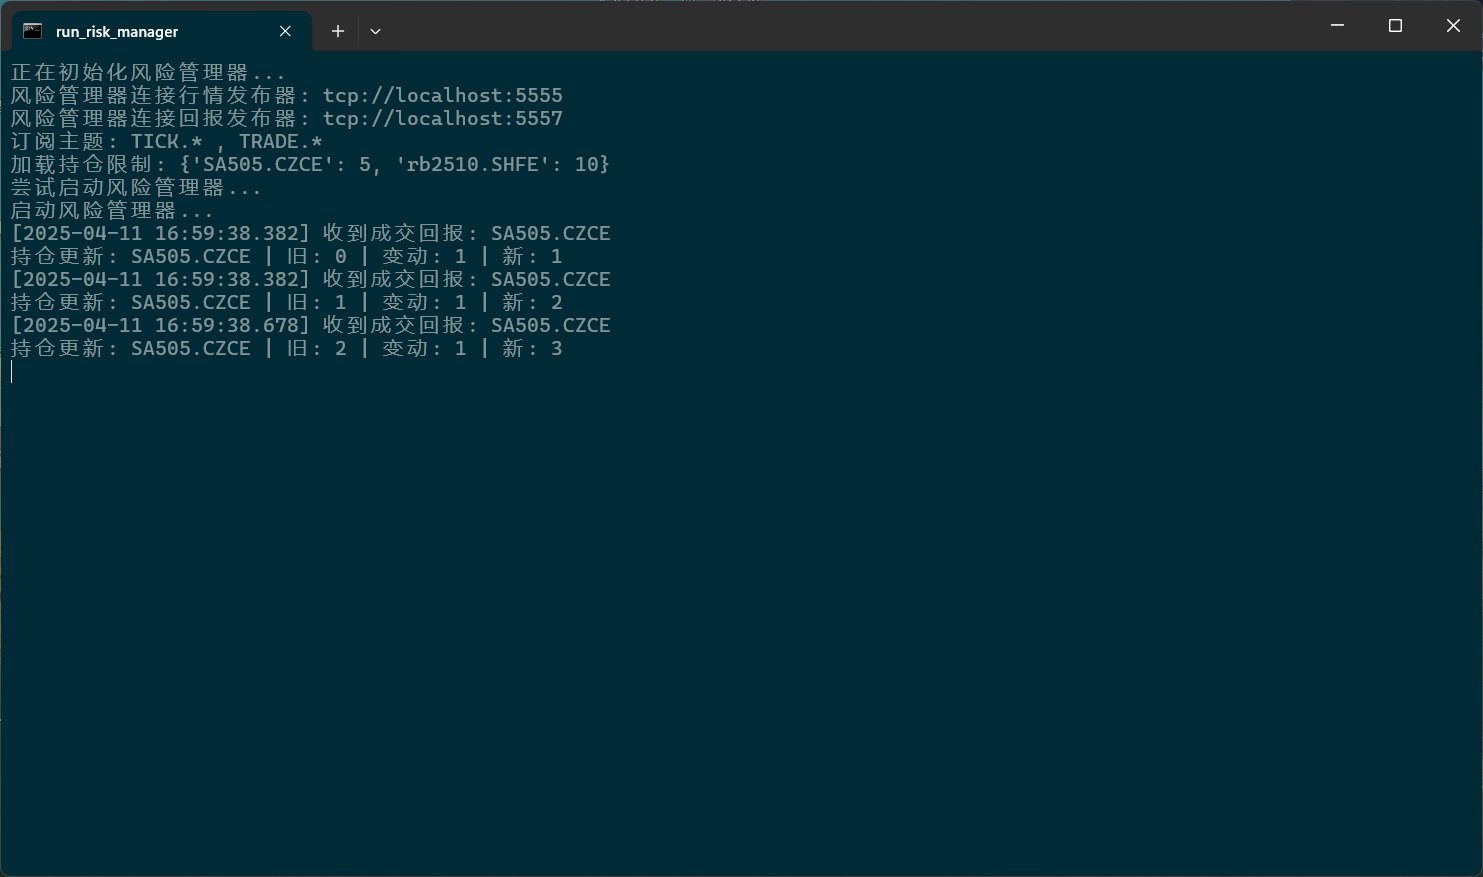 run_risk_manager
正在初始化风险管理器...
风险管理器连接行情发布器: tcp://localhost:5555
风险管理器连接回报发布器: tcp://localhost:5557
订阅主题: TICK.* , TRADE.*
加载持仓限制: {'SA505.CZCE': 5, 'rb2510.SHFE': 10}
尝试启动风险管理器...
启动风险管理器...
[2025-04-11 16:59:38.382] 收到成交回报: SA505.CZCE
持仓更新: SA505.CZCE | 旧: 0 | 变动: 1 | 新: 1
[2025-04-11 16:59:38.382] 收到成交回报: SA505.CZCE
持仓更新: SA505.CZCE | 旧: 1 | 变动: 1 | 新: 2
[2025-04-11 16:59:38.678] 收到成交回报: SA505.CZCE
持仓更新: SA505.CZCE | 旧: 2 | 变动: 1 | 新: 3